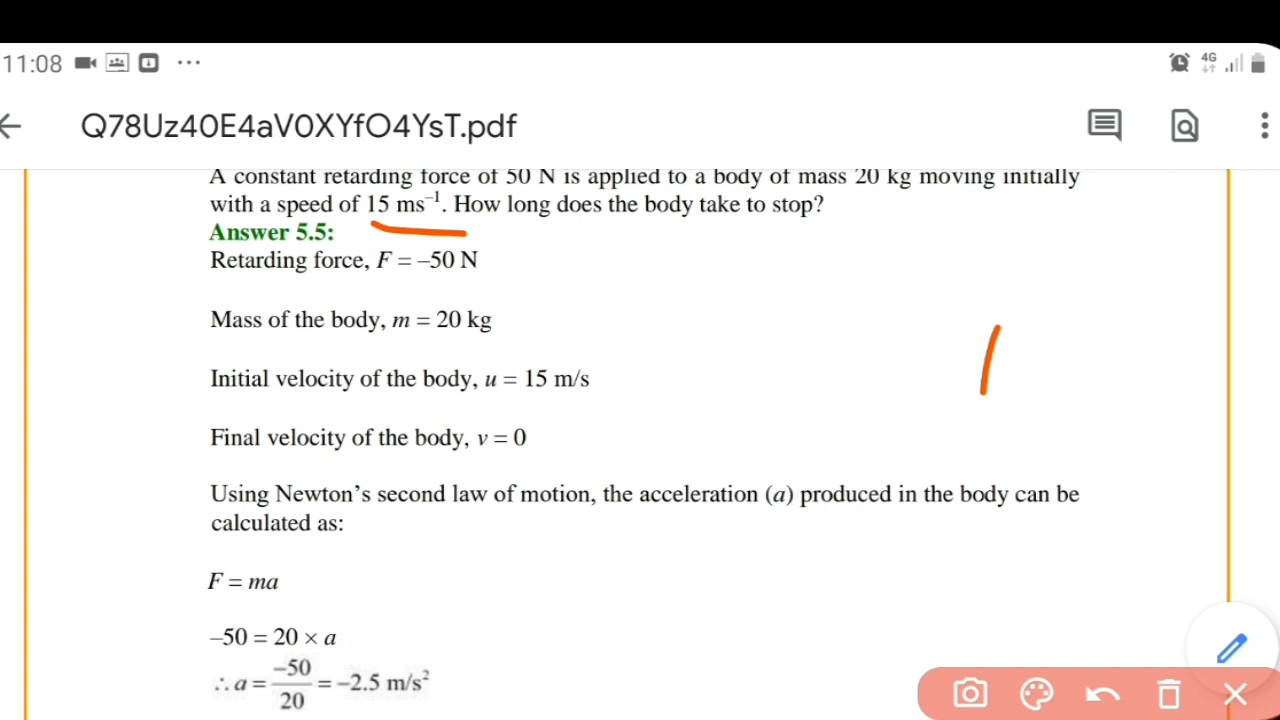 11:08 ...
4G
Q78Uz40E4aV0XYfO4YsT.pdf
A constant retarding force of 50 N is applied to a body of mass 20 kg moving initially
with a speed of 15 ms⁻¹. How long does the body take to stop?
Answer 5.5:
Retarding force, F = –50 N
Mass of the body, m = 20 kg
Initial velocity of the body, u = 15 m/s
Final velocity of the body, v = 0
Using Newton’s second law of motion, the acceleration (a) produced in the body can be
calculated as:
F = ma
–50 = 20 × a
∴ a = –50/20 = –2.5 m/s²